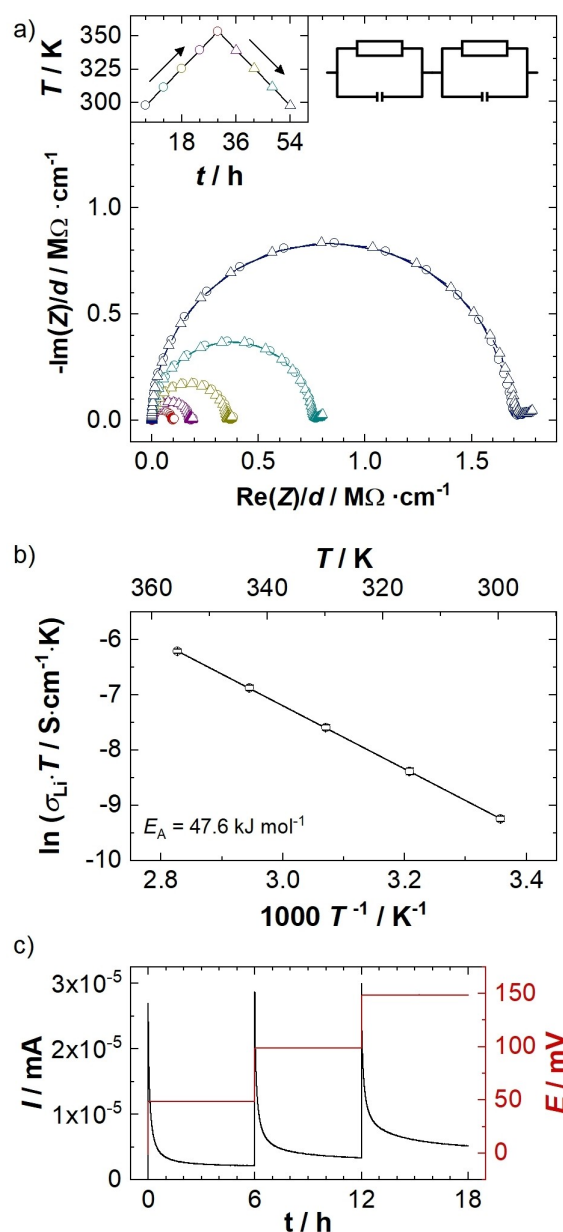 a)
T / K
350
325
300
18 36 54
t / h
-Im(Z)/d / MΩ ·cm⁻¹
1.0
0.5
0.0
0.0 0.5 1.0 1.5
Re(Z)/d / MΩ ·cm⁻¹
b)
T / K
360 340 320 300
ln (σLi·T / S·cm⁻¹·K)
-6
-7
-8
-9
-10
EA = 47.6 kJ mol⁻¹
2.8 3.0 3.2 3.4
1000 T ⁻¹ / K⁻¹
c)
I / mA
3x10⁻⁵
2x10⁻⁵
1x10⁻⁵
0
150
100
50
0
E / mV
0 6 12 18
t / h